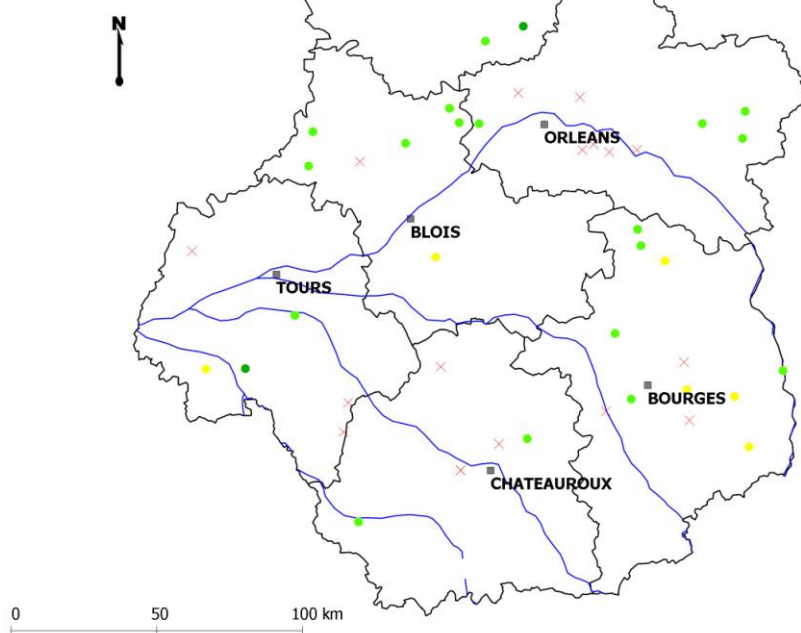 N
ORLEANS
BLOIS
TOURS
BOURGES
CHATEAUROUX
0 50 100 km